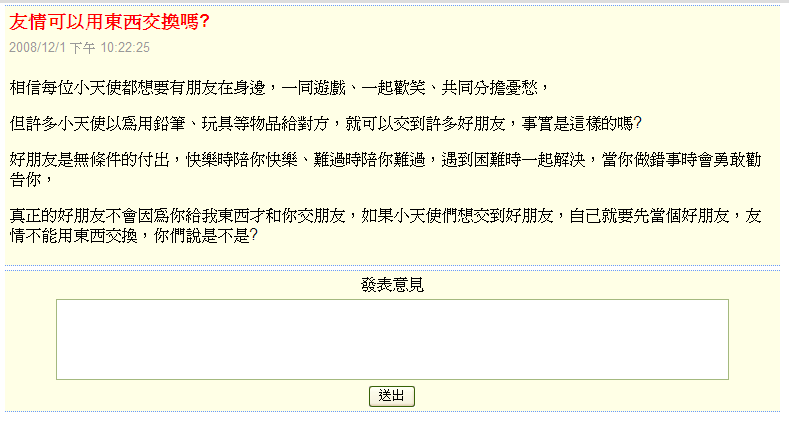 友情可以用東西交換嗎?
2008/12/1 下午 10:22:25
相信每位小天使都想要有朋友在身邊，一同遊戲、一起歡笑、共同分擔憂愁，
但許多小天使以為用鉛筆、玩具等物品給對方，就可以交到許多好朋友，事實是這樣的嗎?
好朋友是無條件的付出，快樂時陪你快樂、難過時陪你難過，遇到困難時一起解決，當你做錯事時會勇敢勸
告你，
真正的好朋友不會因為你給我東西才和你交朋友，如果小天使們想交到好朋友，自己就要先當個好朋友，友
情不能用東西交換，你們說是不是?
發表意見
送出